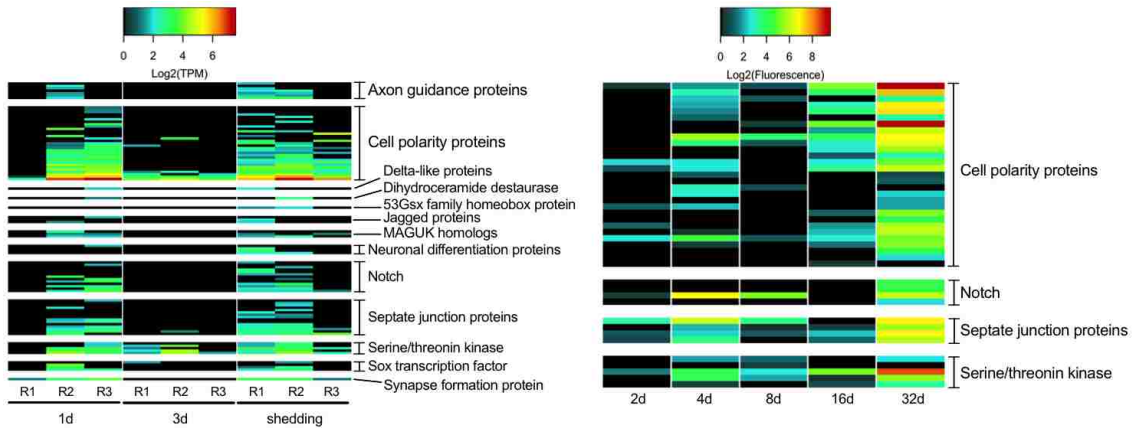 0 2 4 6
Log2(TPM)
Axon guidance proteins
Cell polarity proteins
Delta-like proteins
Dihydroceramide destaurase
53Gsx family homeobox protein
Jagged proteins
MAGUK homologs
Neuronal differentiation proteins
Notch
Septate junction proteins
Serine/threonin kinase
Sox transcription factor
Synapse formation protein
R1 R2 R3 R1 R2 R3 R1 R2 R3
1d 3d shedding
0 2 4 6 8
Log2(Fluorescence)
Cell polarity proteins
Notch
Septate junction proteins
Serine/threonin kinase
2d 4d 8d 16d 32d